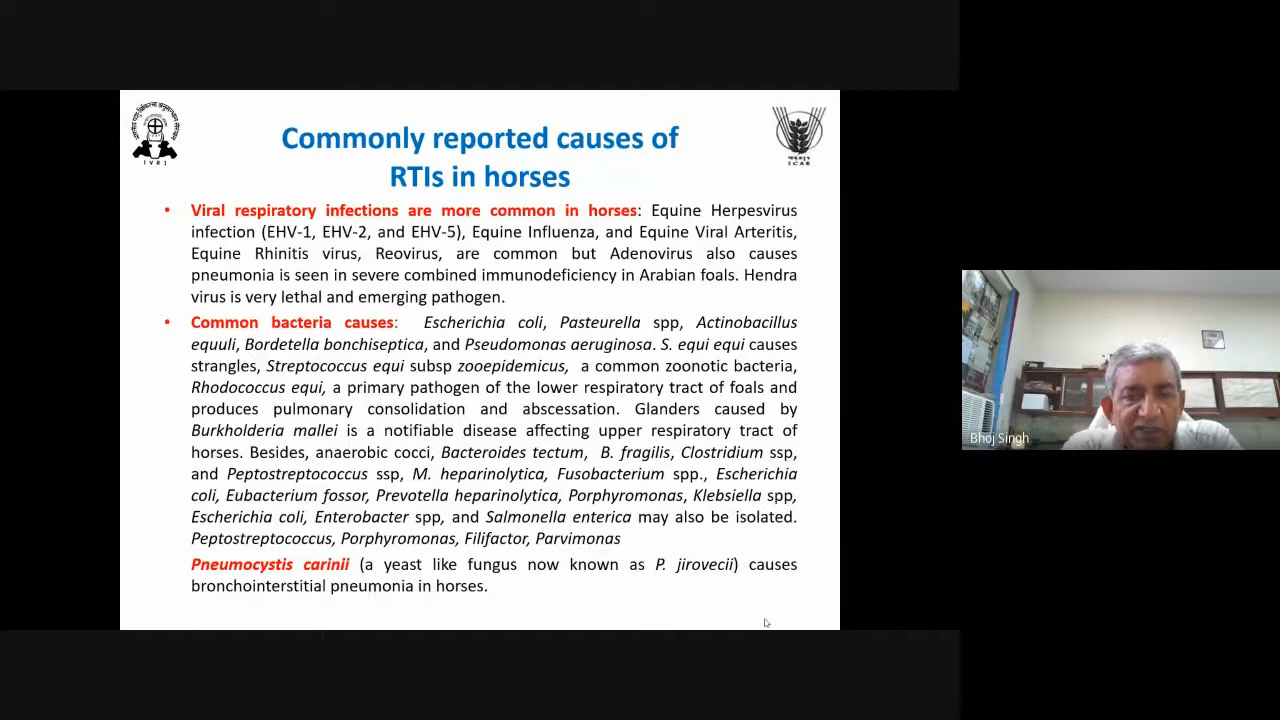 Commonly reported causes of
RTIs in horses
• Viral respiratory infections are more common in horses: Equine Herpesvirus
infection (EHV-1, EHV-2, and EHV-5), Equine Influenza, and Equine Viral Arteritis,
Equine Rhinitis virus, Reovirus, are common but Adenovirus also causes
pneumonia is seen in severe combined immunodeficiency in Arabian foals. Hendra
virus is very lethal and emerging pathogen.
• Common bacteria causes: Escherichia coli, Pasteurella spp, Actinobacillus
equuli, Bordetella bonchiseptica, and Pseudomonas aeruginosa. S. equi equi causes
strangles, Streptococcus equi subsp zooepidemicus, a common zoonotic bacteria,
Rhodococcus equi, a primary pathogen of the lower respiratory tract of foals and
produces pulmonary consolidation and abscessation. Glanders caused by
Burkholderia mallei is a notifiable disease affecting upper respiratory tract of
horses. Besides, anaerobic cocci, Bacteroides tectum, B. fragilis, Clostridium ssp,
and Peptostreptococcus ssp, M. heparinolytica, Fusobacterium spp., Escherichia
coli, Eubacterium fossor, Prevotella heparinolytica, Porphyromonas, Klebsiella spp,
Escherichia coli, Enterobacter spp, and Salmonella enterica may also be isolated.
Peptostreptococcus, Porphyromonas, Filifactor, Parvimonas
Pneumocystis carinii (a yeast like fungus now known as P. jirovecii) causes
bronchointerstitial pneumonia in horses.
IVRI
ICAR
Bhoj Singh